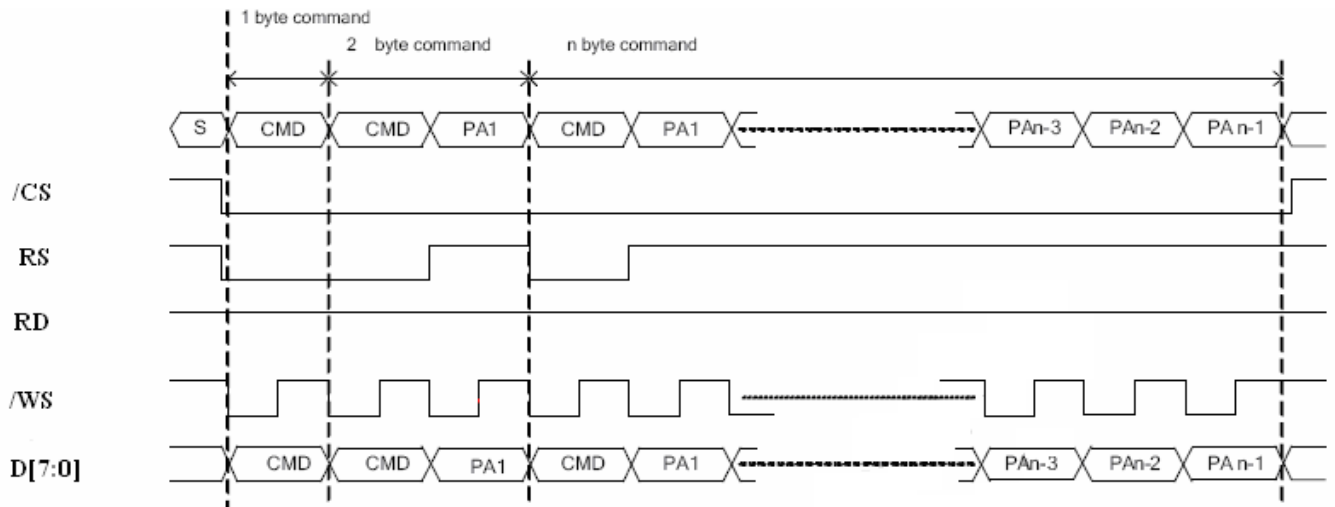 1 byte command
2 byte command n byte command
S CMD CMD PA1 CMD PA1 PAn-3 PAn-2 PA n-1
/CS
RS
RD
/WS
D[7:0] CMD CMD PA1 CMD PA1 PAn-3 PAn-2 PA n-1